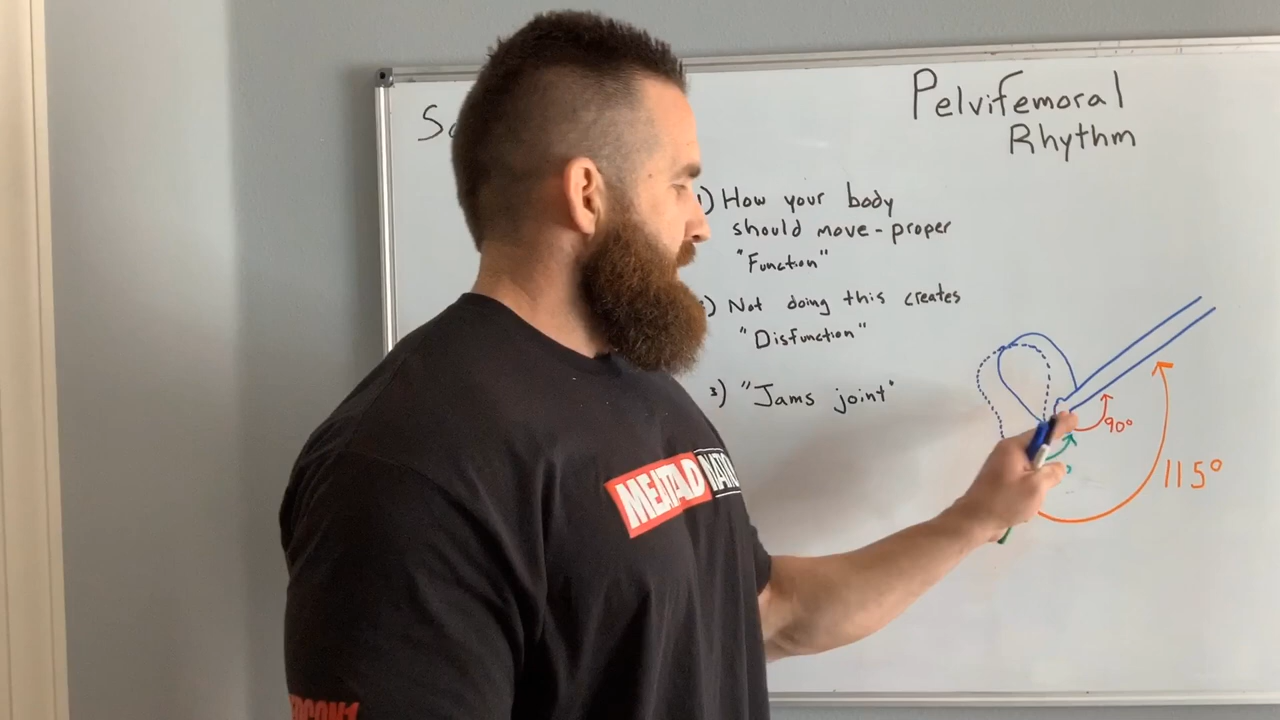 Pelvifemoral
Rhythm
How your body
should move - proper
"Function"
Not doing this creates
"Disfunction"
3) "Jams joint"
90°
115°